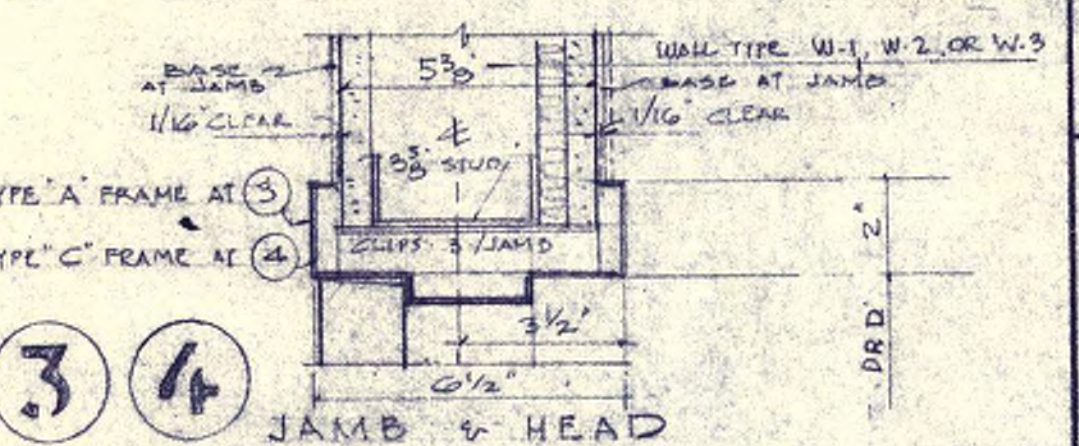 WALL TYPE W-1, W-2 OR W-3
BASE
AT JAMB
5 3/8"
BASE AT JAMB
1/16" CLEAR
1/16" CLEAR
3 5/8" STUD
YPE "A" FRAME AT 3
CLIPS 3 /JAMB
2"
YPE "C" FRAME AT 4
3 1/2"
DR D
3 4
6 1/2"
JAMB & HEAD